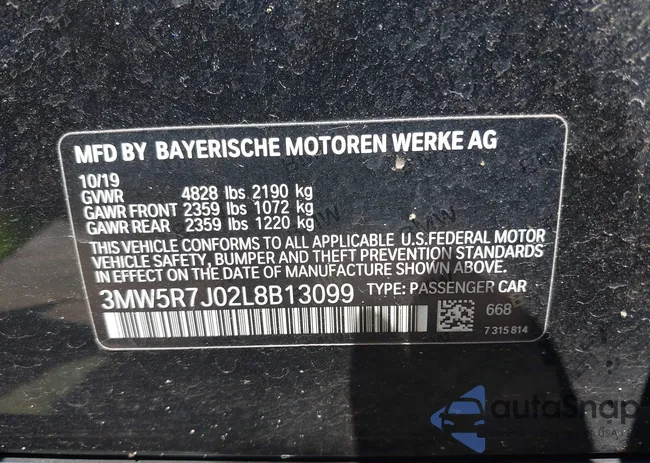 MFD BY BAYERISCHE MOTOREN WERKE AG
10/19
GVWR 4828 lbs 2190 kg
GAWR FRONT 2359 lbs 1072 kg
GAWR REAR 2359 lbs 1220 kg
THIS VEHICLE CONFORMS TO ALL APPLICABLE U.S.FEDERAL MOTOR
VEHICLE SAFETY, BUMPER AND THEFT PREVENTION STANDARDS
IN EFFECT ON THE DATE OF MANUFACTURE SHOWN ABOVE.
3MW5R7J02L8B13099 TYPE: PASSENGER CAR
668
7 315 814
autoSnap